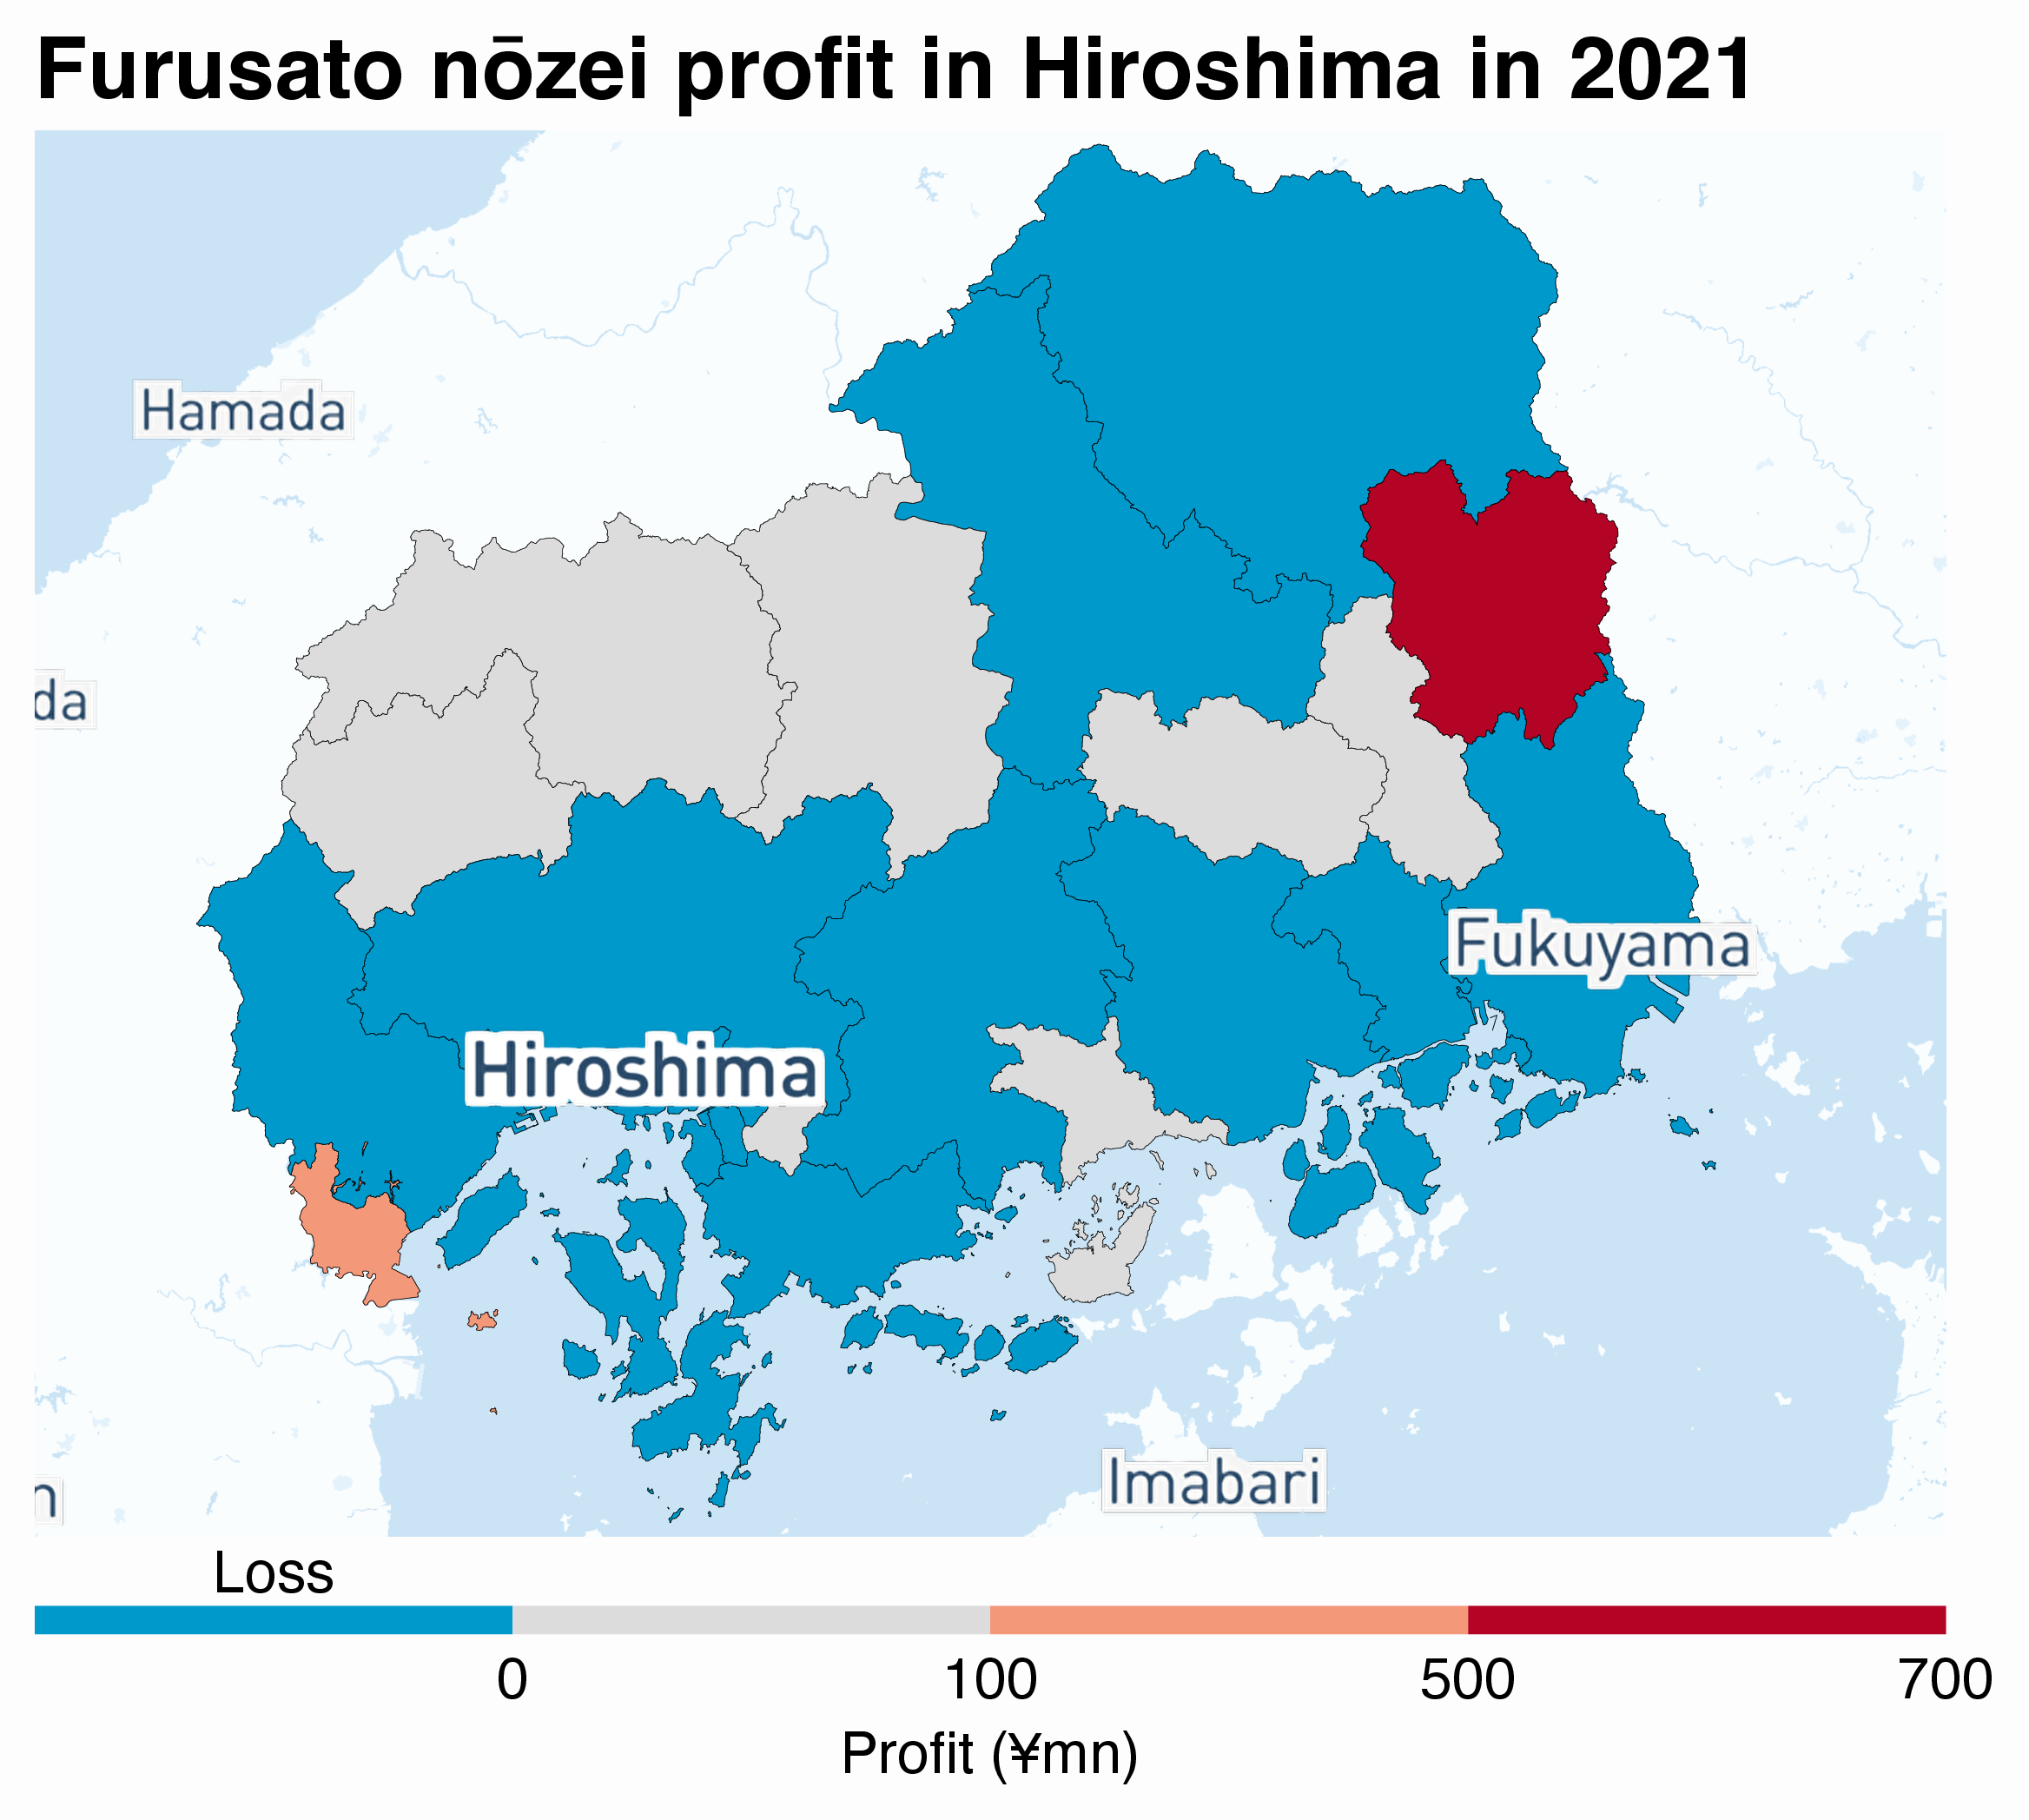 Furusato nōzei profit in Hiroshima in 2021
Hamada
da
Fukuyama
Hiroshima
Imabari
n
Loss
0 100 500 700
Profit (¥mn)